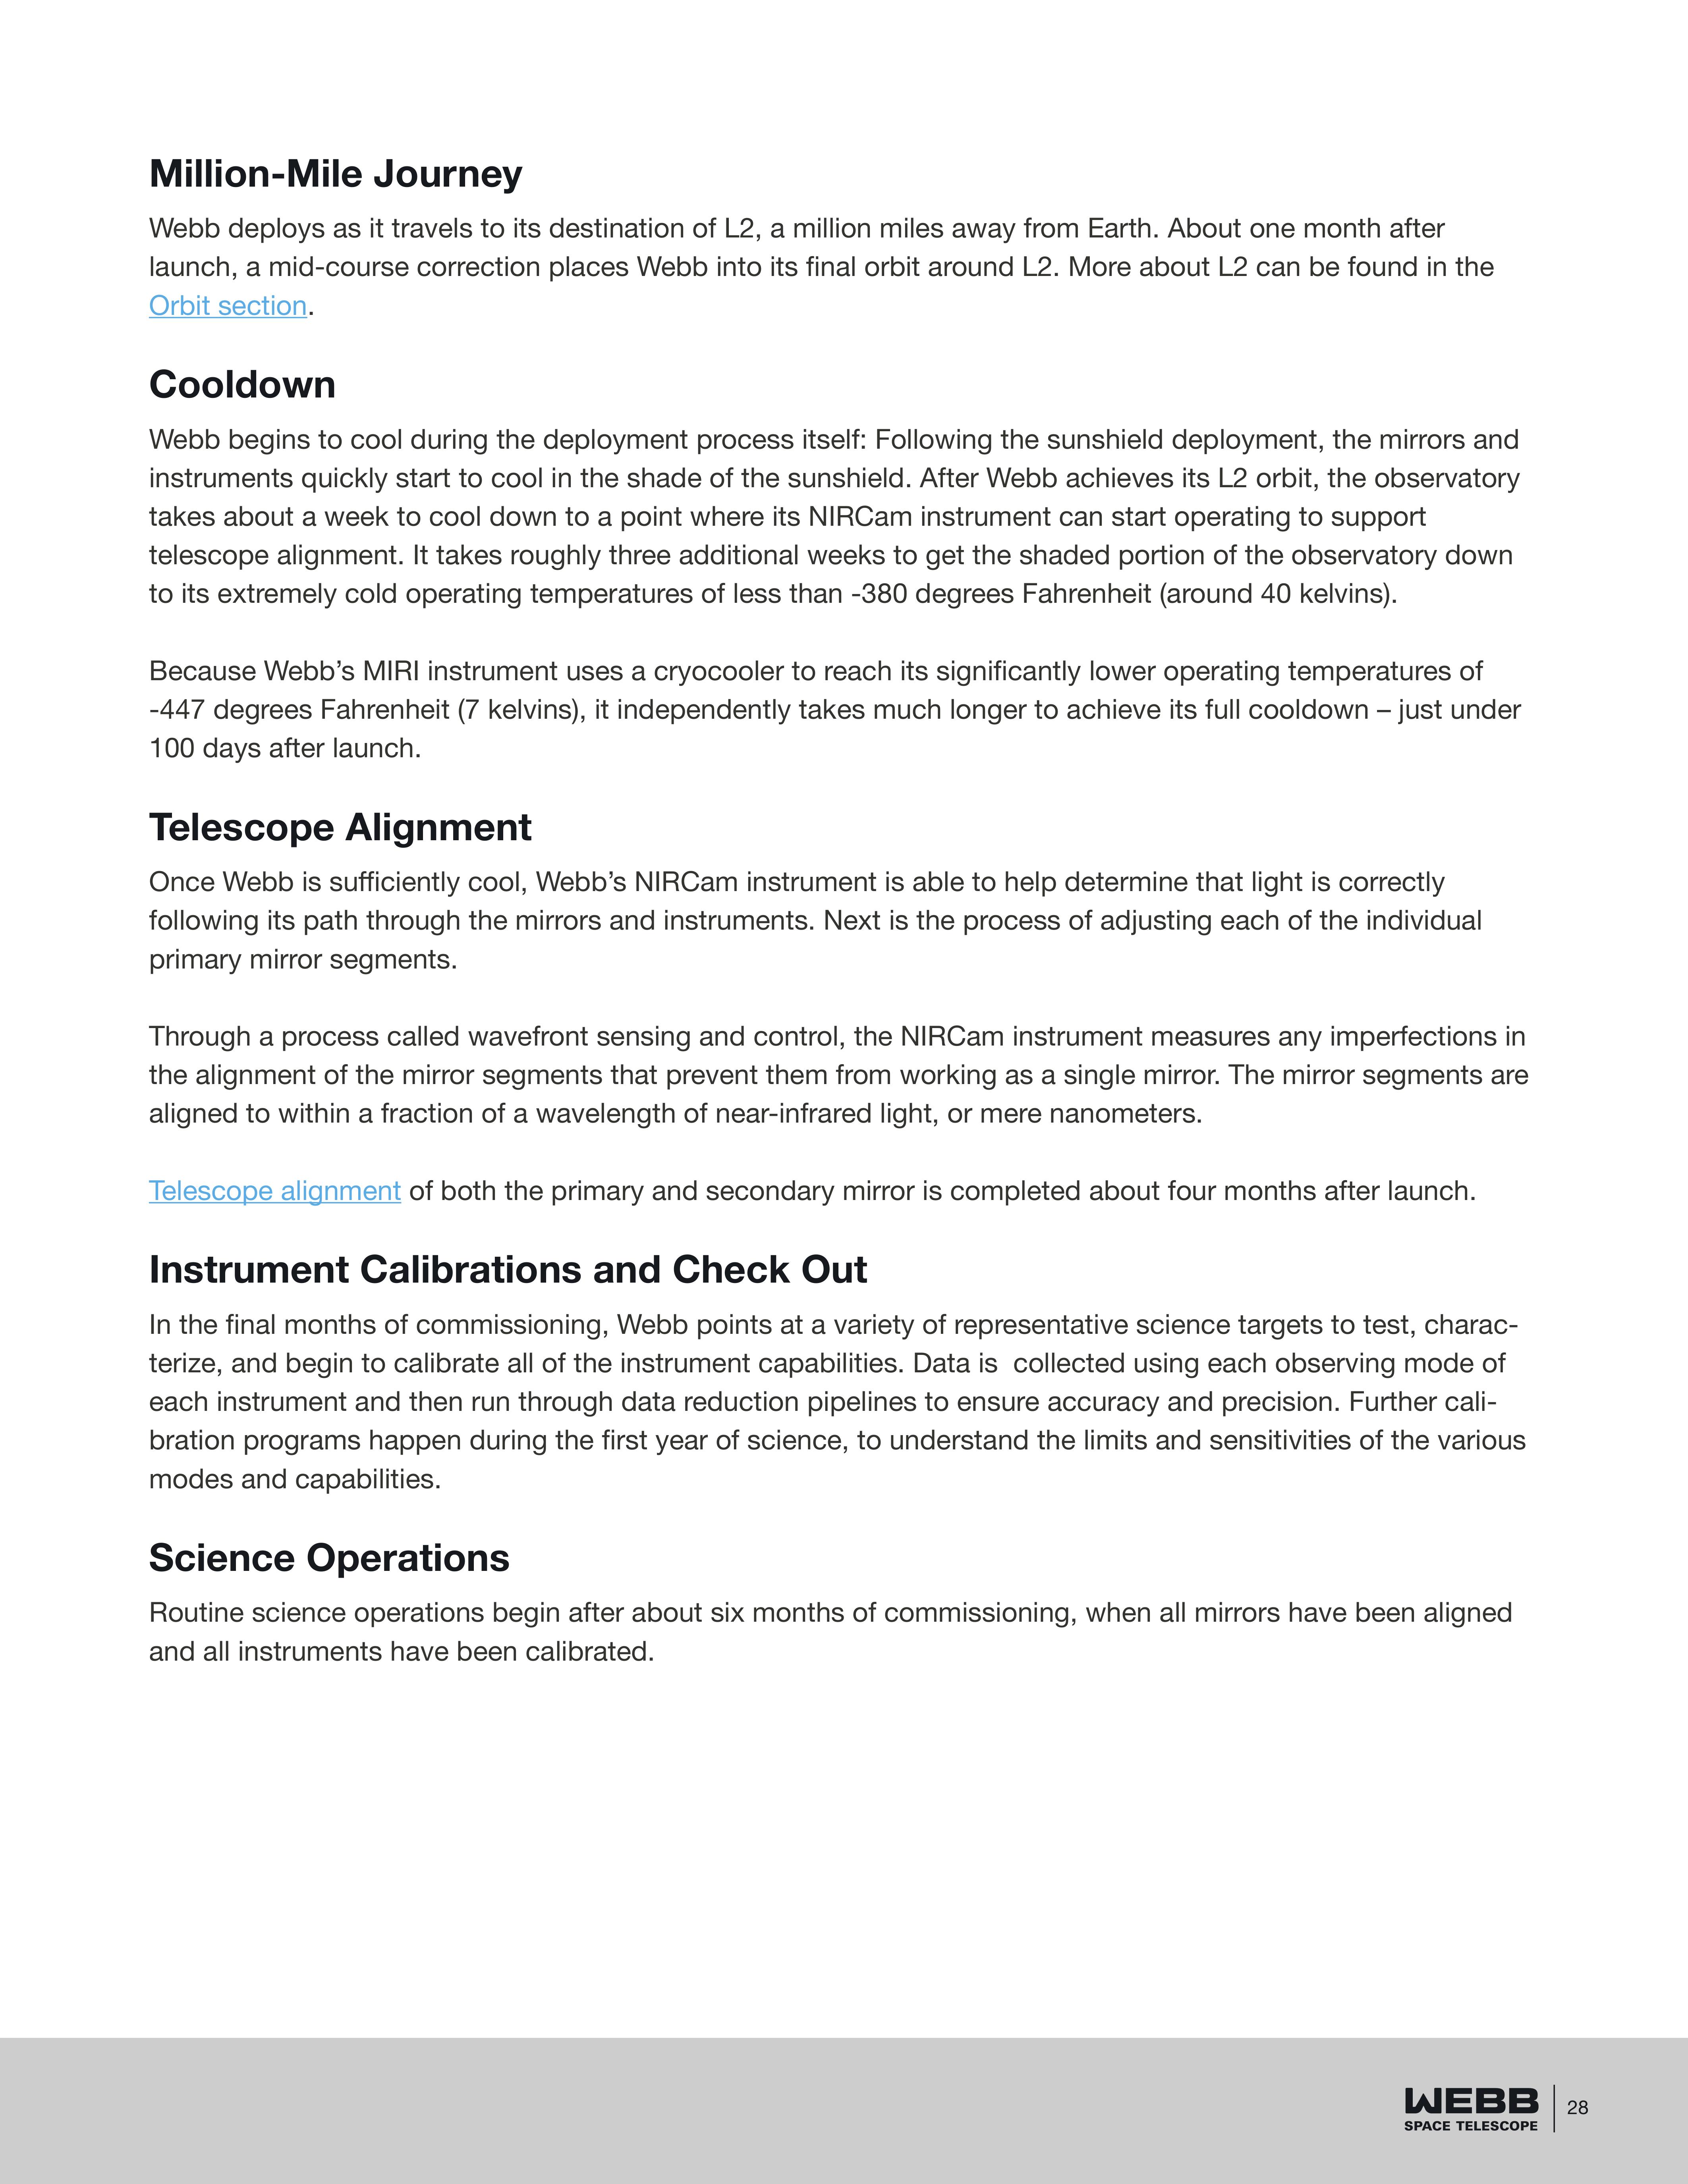 Million-Mile Journey
Webb deploys as it travels to its destination of L2, a million miles away from Earth. About one month after
launch, a mid-course correction places Webb into its final orbit around L2. More about L2 can be found in the
Orbit section.
Cooldown
Webb begins to cool during the deployment process itself: Following the sunshield deployment, the mirrors and
instruments quickly start to cool in the shade of the sunshield. After Webb achieves its L2 orbit, the observatory
takes about a week to cool down to a point where its NIRCam instrument can start operating to support
telescope alignment. It takes roughly three additional weeks to get the shaded portion of the observatory down
to its extremely cold operating temperatures of less than -380 degrees Fahrenheit (around 40 kelvins).
Because Webb’s MIRI instrument uses a cryocooler to reach its significantly lower operating temperatures of
-447 degrees Fahrenheit (7 kelvins), it independently takes much longer to achieve its full cooldown – just under
100 days after launch.
Telescope Alignment
Once Webb is sufficiently cool, Webb’s NIRCam instrument is able to help determine that light is correctly
following its path through the mirrors and instruments. Next is the process of adjusting each of the individual
primary mirror segments.
Through a process called wavefront sensing and control, the NIRCam instrument measures any imperfections in
the alignment of the mirror segments that prevent them from working as a single mirror. The mirror segments are
aligned to within a fraction of a wavelength of near-infrared light, or mere nanometers.
Telescope alignment of both the primary and secondary mirror is completed about four months after launch.
Instrument Calibrations and Check Out
In the final months of commissioning, Webb points at a variety of representative science targets to test, charac-
terize, and begin to calibrate all of the instrument capabilities. Data is  collected using each observing mode of
each instrument and then run through data reduction pipelines to ensure accuracy and precision. Further cali-
bration programs happen during the first year of science, to understand the limits and sensitivities of the various
modes and capabilities.
Science Operations
Routine science operations begin after about six months of commissioning, when all mirrors have been aligned
and all instruments have been calibrated.
WEBB
SPACE TELESCOPE
28